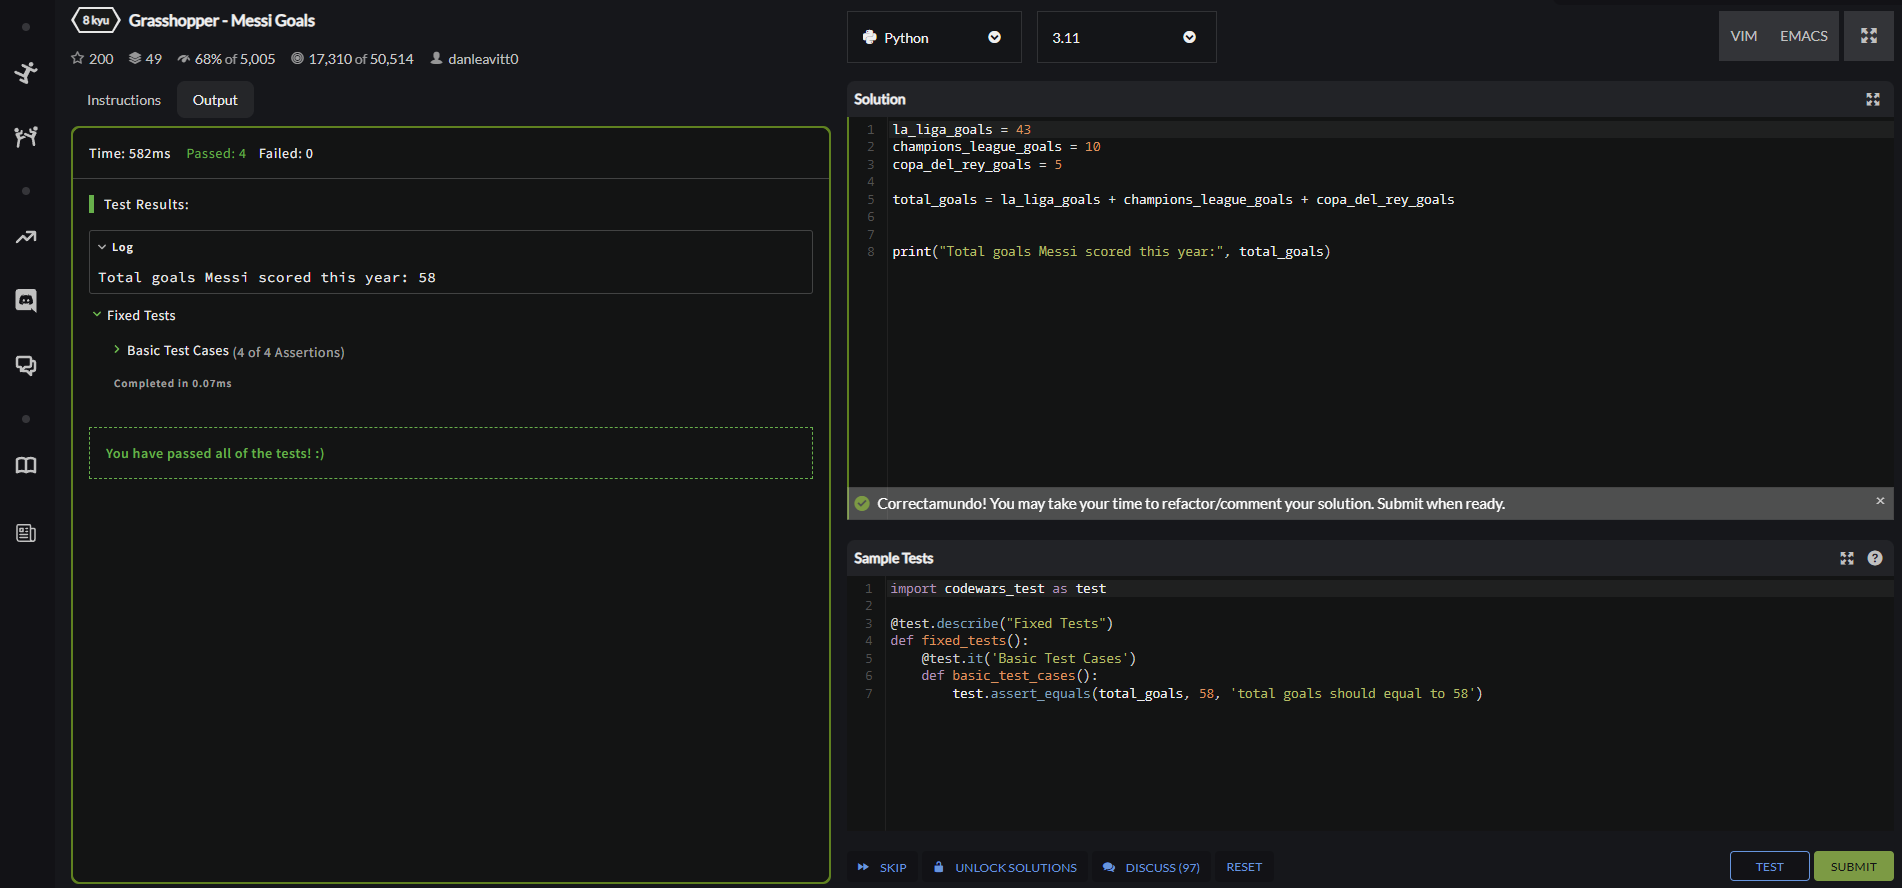 8 kyu Grasshopper - Messi Goals
200 49 68% of 5,005 17,310 of 50,514 danleavitt0
Instructions Output
Time: 582ms Passed: 4 Failed: 0
Test Results:
Log
Total goals Messi scored this year: 58
Fixed Tests
Basic Test Cases (4 of 4 Assertions)
Completed in 0.07ms
You have passed all of the tests! :)
Python 3.11 VIM EMACS
Solution
1 la_liga_goals = 43
2 champions_league_goals = 10
3 copa_del_rey_goals = 5
4
5 total_goals = la_liga_goals + champions_league_goals + copa_del_rey_goals
6
7
8 print("Total goals Messi scored this year:", total_goals)
Correctamundo! You may take your time to refactor/comment your solution. Submit when ready. ×
Sample Tests ?
1 import codewars_test as test
2
3 @test.describe("Fixed Tests")
4 def fixed_tests():
5     @test.it('Basic Test Cases')
6     def basic_test_cases():
7         test.assert_equals(total_goals, 58, 'total goals should equal to 58')
SKIP UNLOCK SOLUTIONS DISCUSS (97) RESET TEST SUBMIT